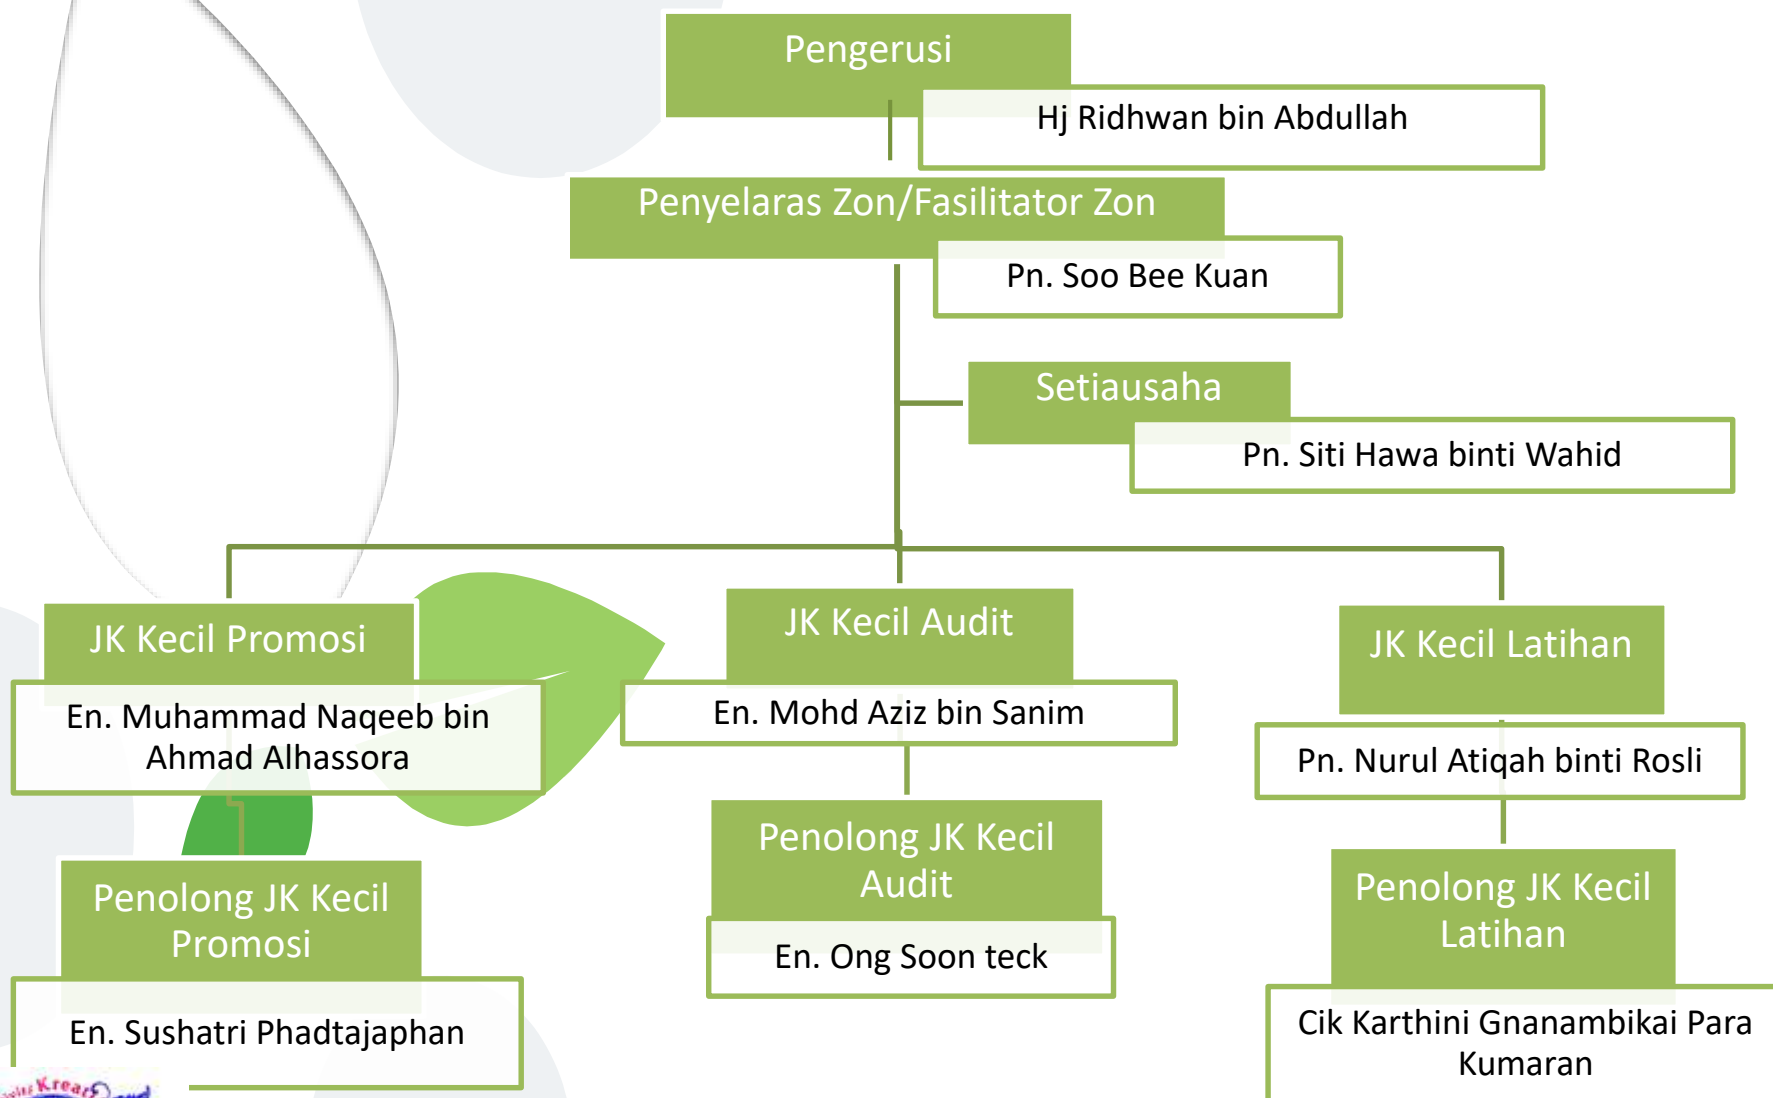 Pengerusi
Hj Ridhwan bin Abdullah
Penyelaras Zon/Fasilitator Zon
Pn. Soo Bee Kuan
Setiausaha
Pn. Siti Hawa binti Wahid
JK Kecil Promosi
En. Muhammad Naqeeb bin
Ahmad Alhassora
JK Kecil Audit
En. Mohd Aziz bin Sanim
JK Kecil Latihan
Pn. Nurul Atiqah binti Rosli
Penolong JK Kecil
Promosi
En. Sushatri Phadtajaphan
Penolong JK Kecil
Audit
En. Ong Soon teck
Penolong JK Kecil
Latihan
Cik Karthini Gnanambikai Para
Kumaran